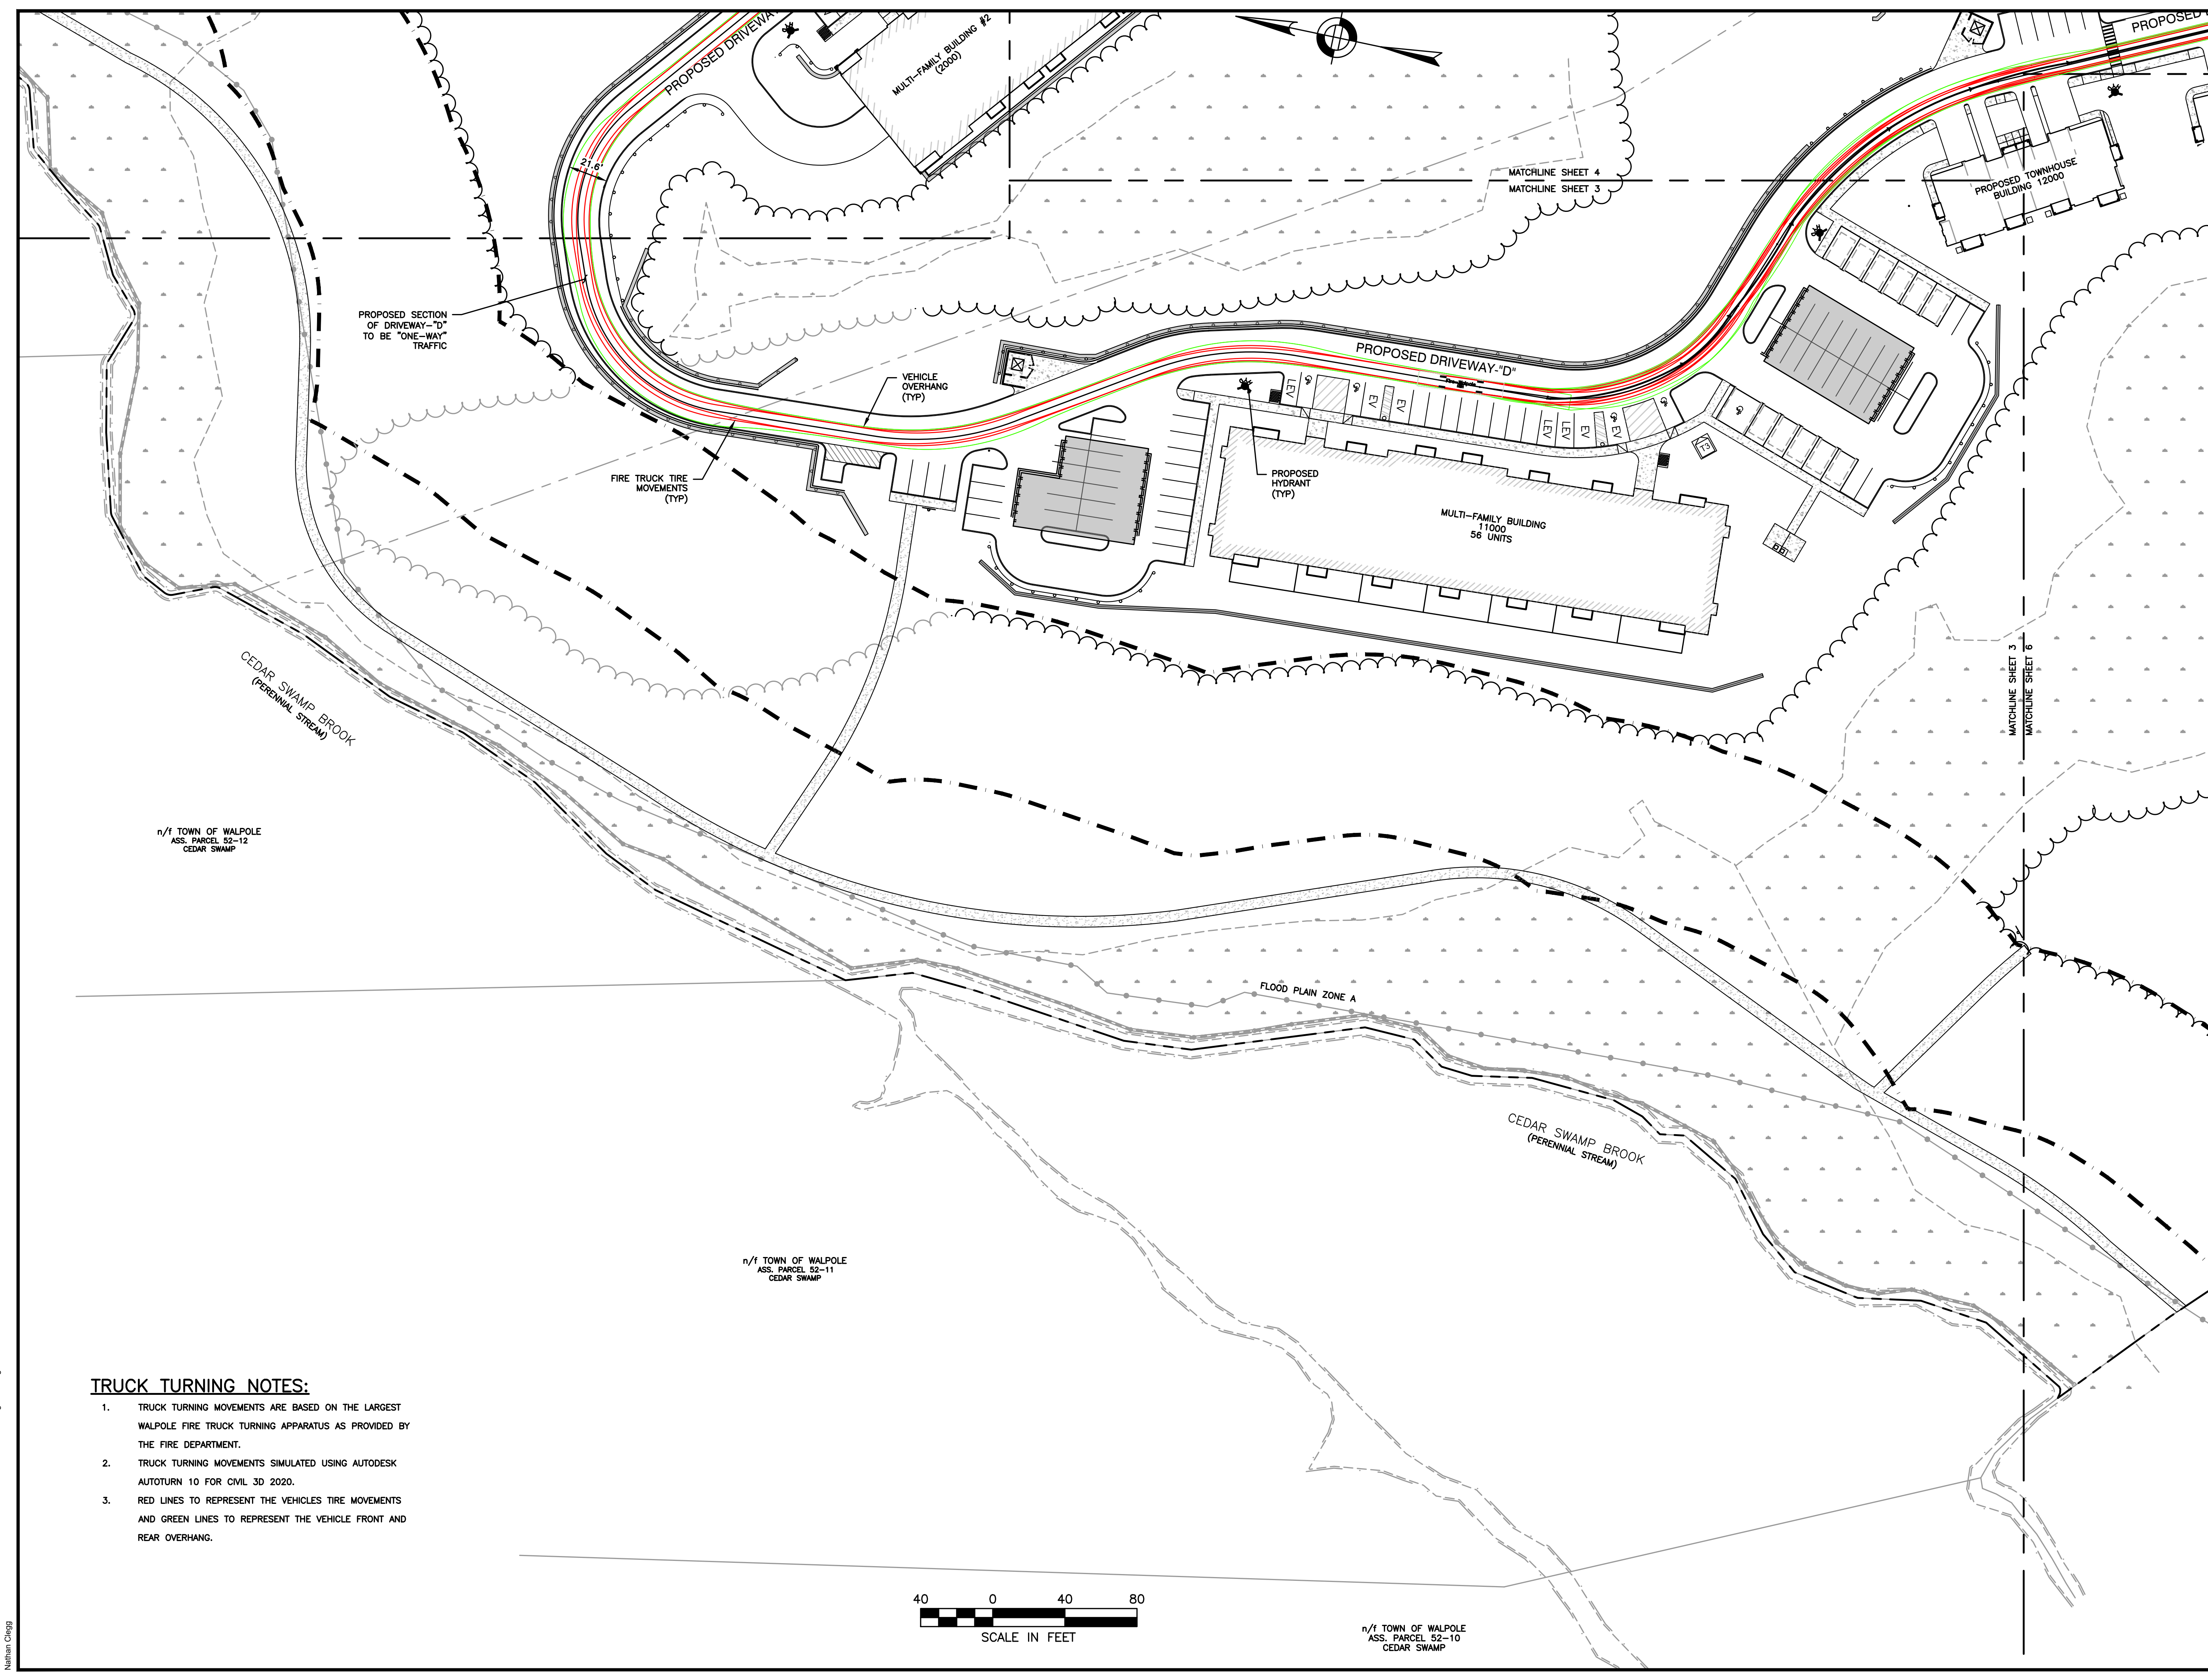 PROPOSED DRIVEWAY
MULTI-FAMILY BUILDING #2
(2000)
PROPOSED
21.6'
MATCHLINE SHEET 4
MATCHLINE SHEET 3
PROPOSED TOWNHOUSE
BUILDING 12000
PROPOSED SECTION
OF DRIVEWAY-"D"
TO BE "ONE-WAY"
TRAFFIC
VEHICLE
OVERHANG
(TYP)
PROPOSED DRIVEWAY-"D"
LEV
EV
EV
LEV
LEV
EV
EV
T3
FIRE TRUCK TIRE
MOVEMENTS
(TYP)
PROPOSED
HYDRANT
(TYP)
MULTI-FAMILY BUILDING
11000
56 UNITS
MATCHLINE SHEET 3
MATCHLINE SHEET 6
CEDAR SWAMP BROOK
(PERENNIAL STREAM)
n/f TOWN OF WALPOLE
ASS. PARCEL 52-12
CEDAR SWAMP
FLOOD PLAIN ZONE A
CEDAR SWAMP BROOK
(PERENNIAL STREAM)
n/f TOWN OF WALPOLE
ASS. PARCEL 52-11
CEDAR SWAMP
TRUCK TURNING NOTES:
1. TRUCK TURNING MOVEMENTS ARE BASED ON THE LARGEST
WALPOLE FIRE TRUCK TURNING APPARATUS AS PROVIDED BY
THE FIRE DEPARTMENT.
2. TRUCK TURNING MOVEMENTS SIMULATED USING AUTODESK
AUTOTURN 10 FOR CIVIL 3D 2020.
3. RED LINES TO REPRESENT THE VEHICLES TIRE MOVEMENTS
AND GREEN LINES TO REPRESENT THE VEHICLE FRONT AND
REAR OVERHANG.
40 0 40 80
SCALE IN FEET
n/f TOWN OF WALPOLE
ASS. PARCEL 52-10
CEDAR SWAMP
Nathan Clegg